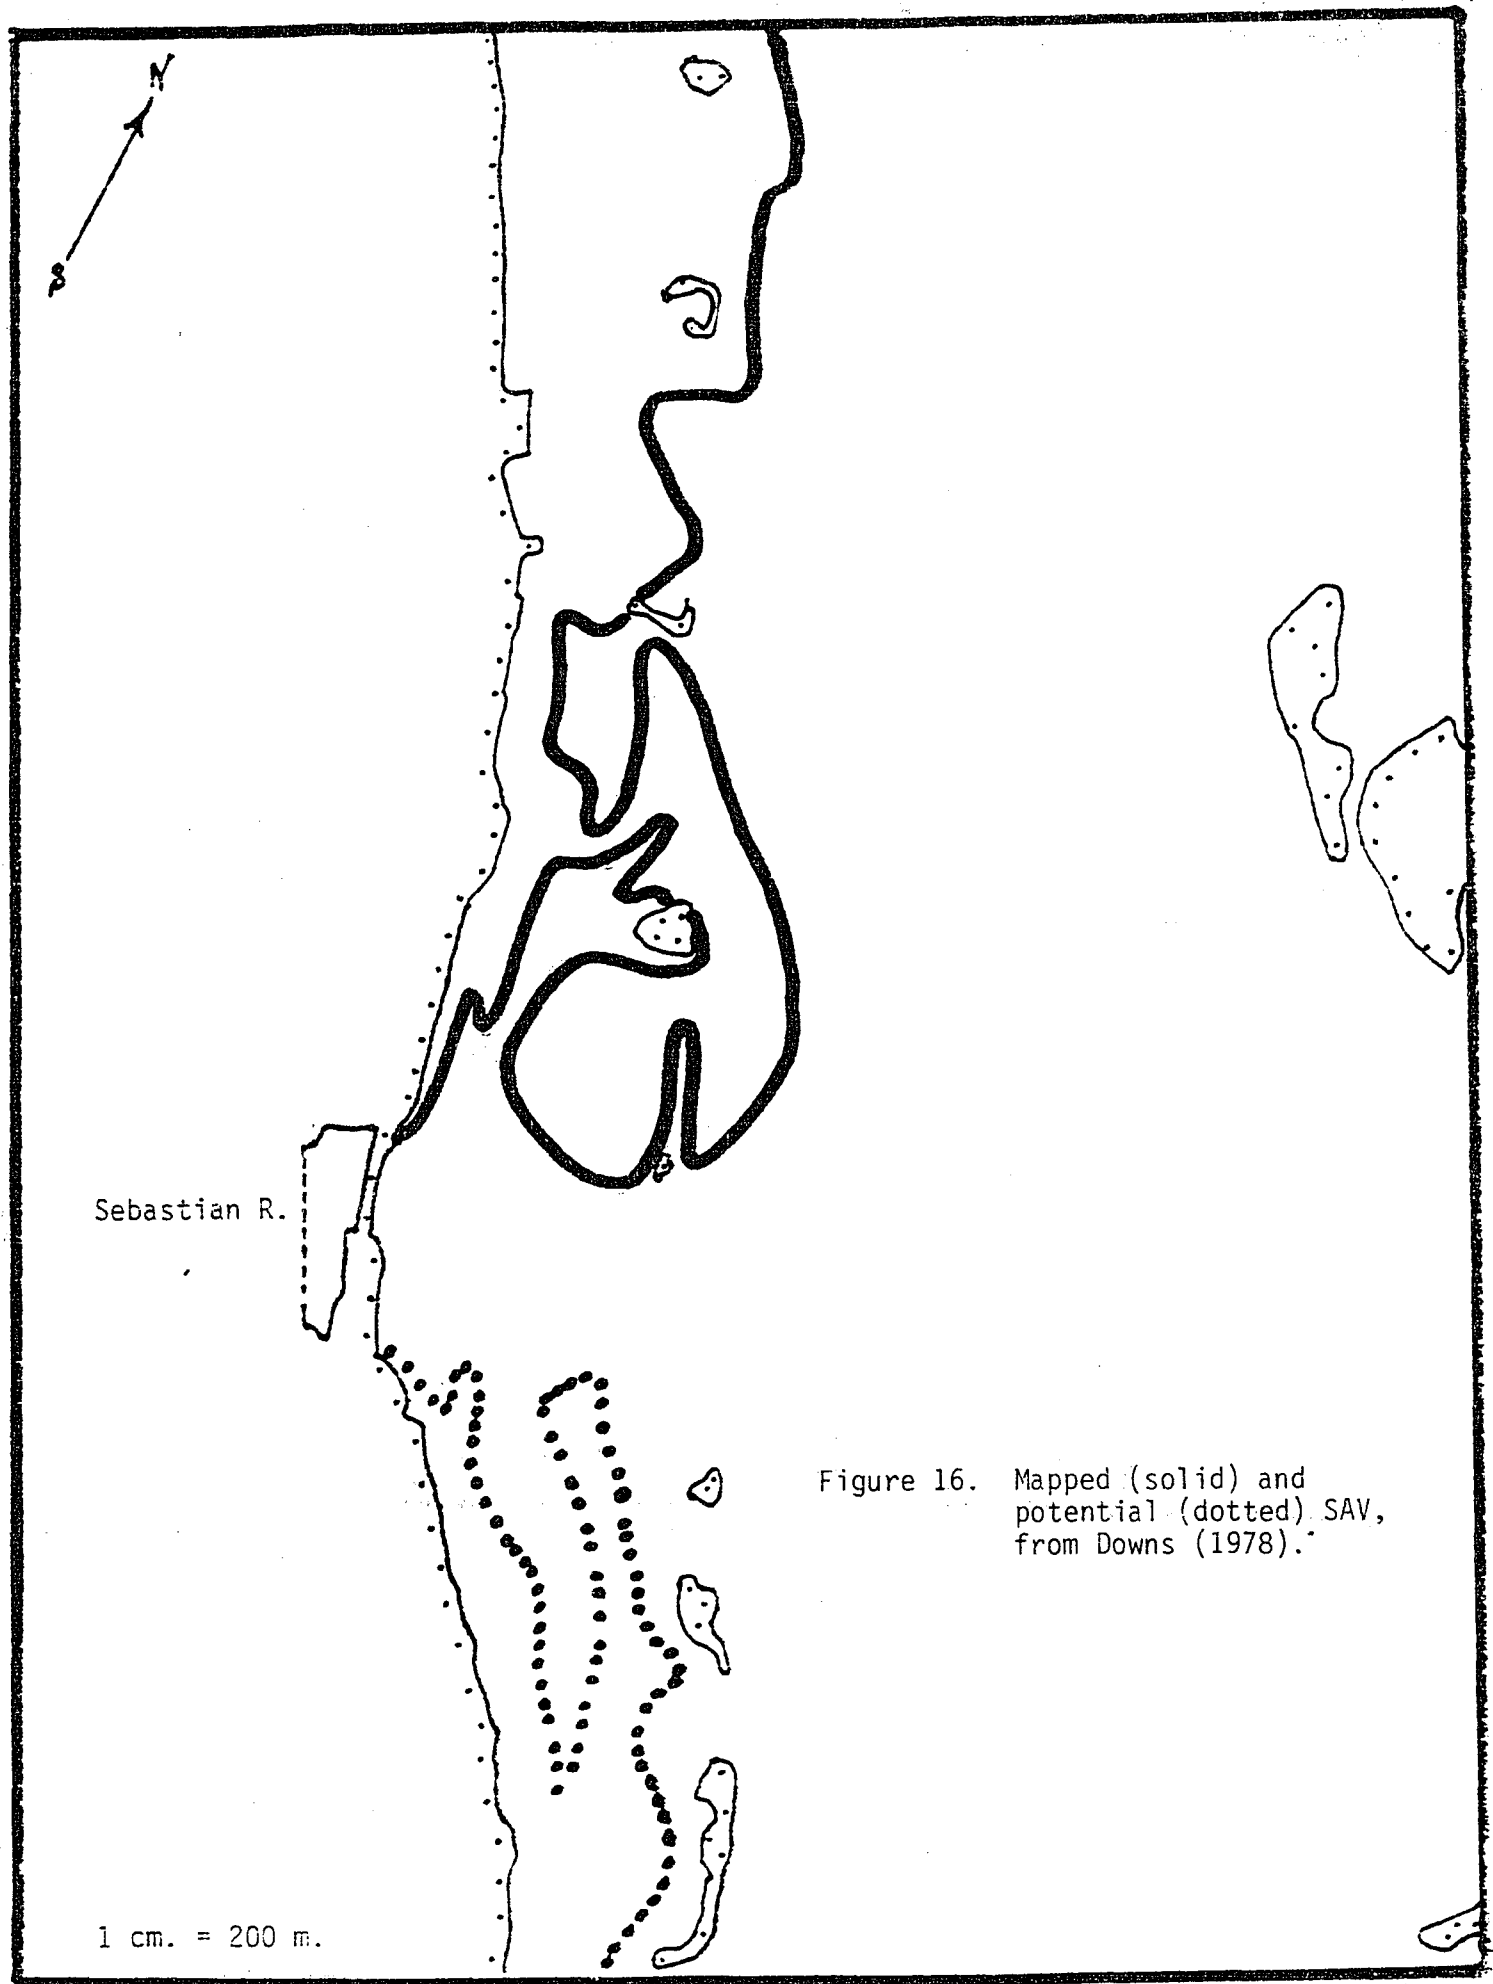 N
S
Sebastian R.
Figure 16. Mapped (solid) and
potential (dotted) SAV,
from Downs (1978).
1 cm. = 200 m.